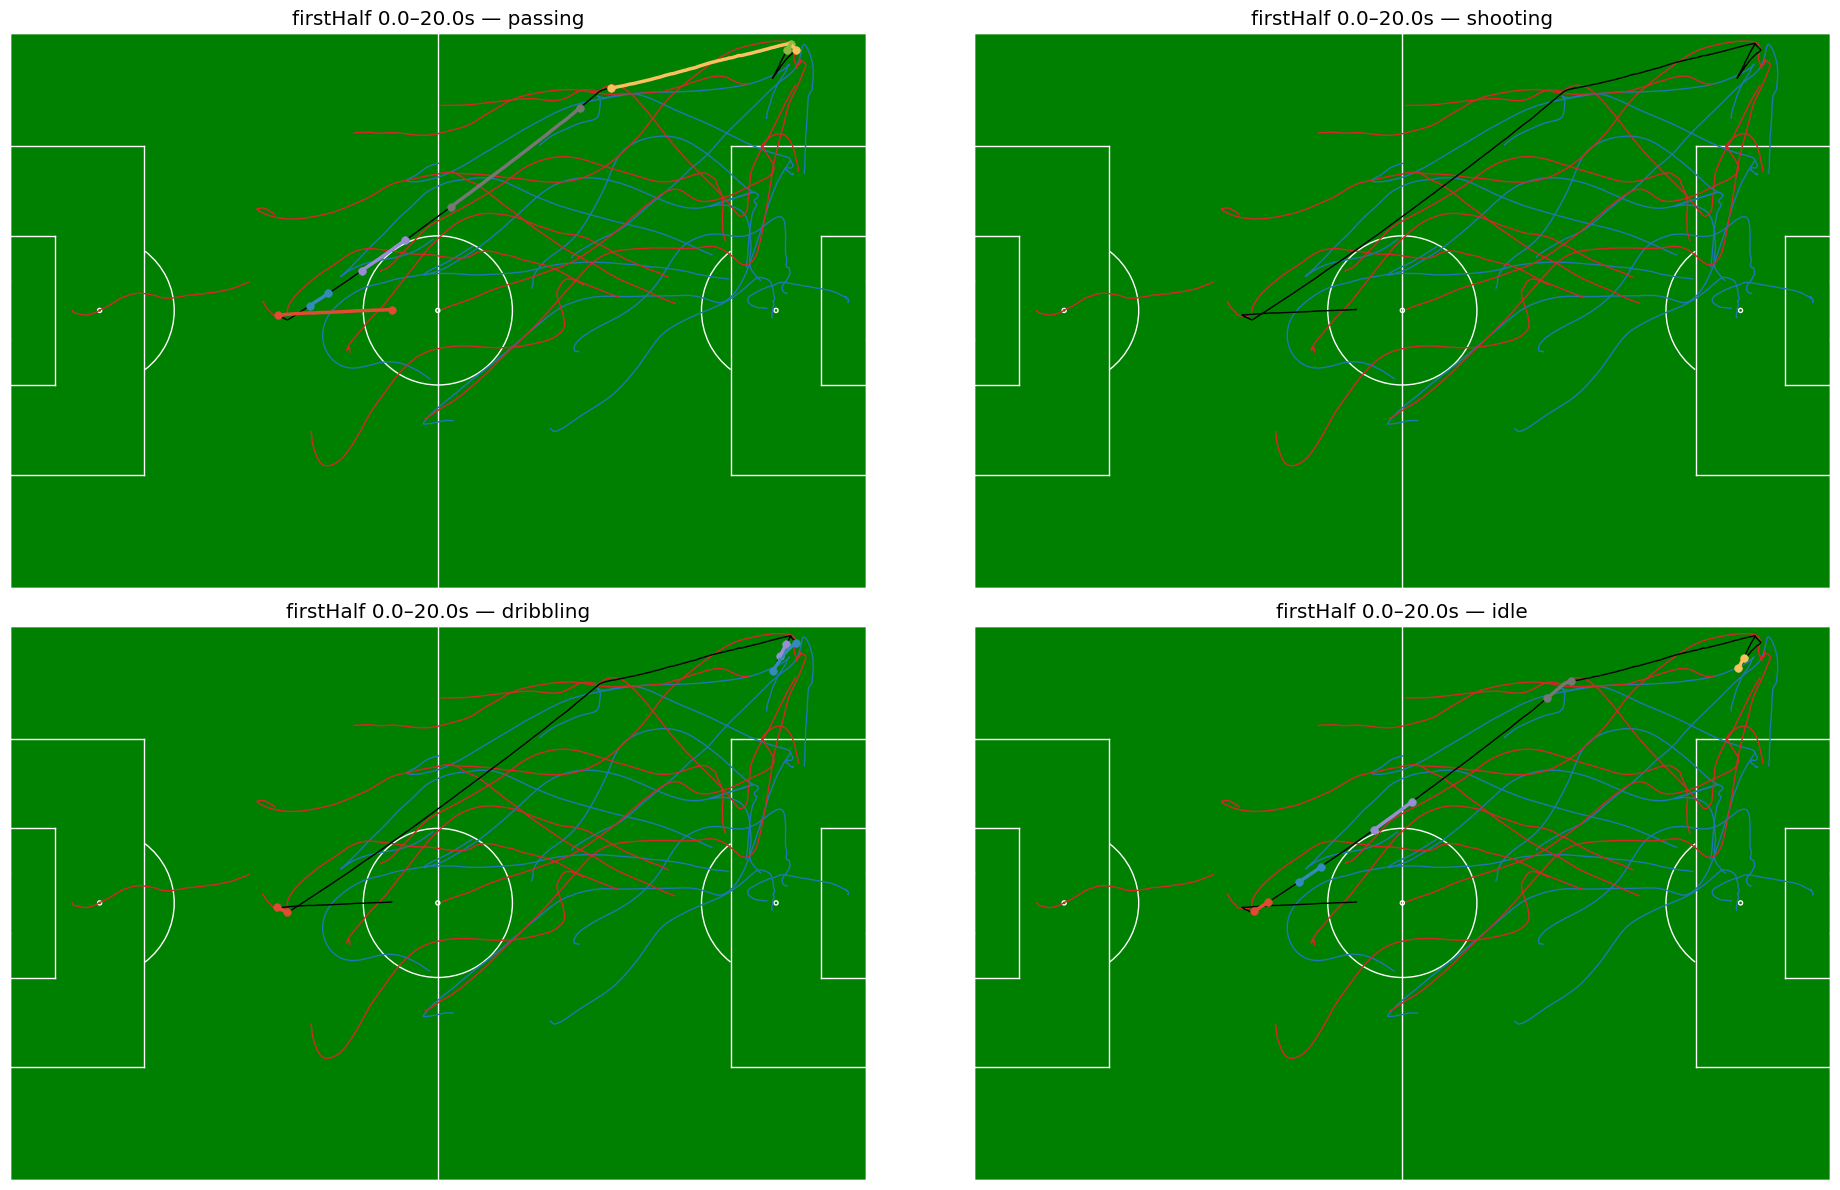 firstHalf 0.0–20.0s — passing
firstHalf 0.0–20.0s — shooting
firstHalf 0.0–20.0s — dribbling
firstHalf 0.0–20.0s — idle